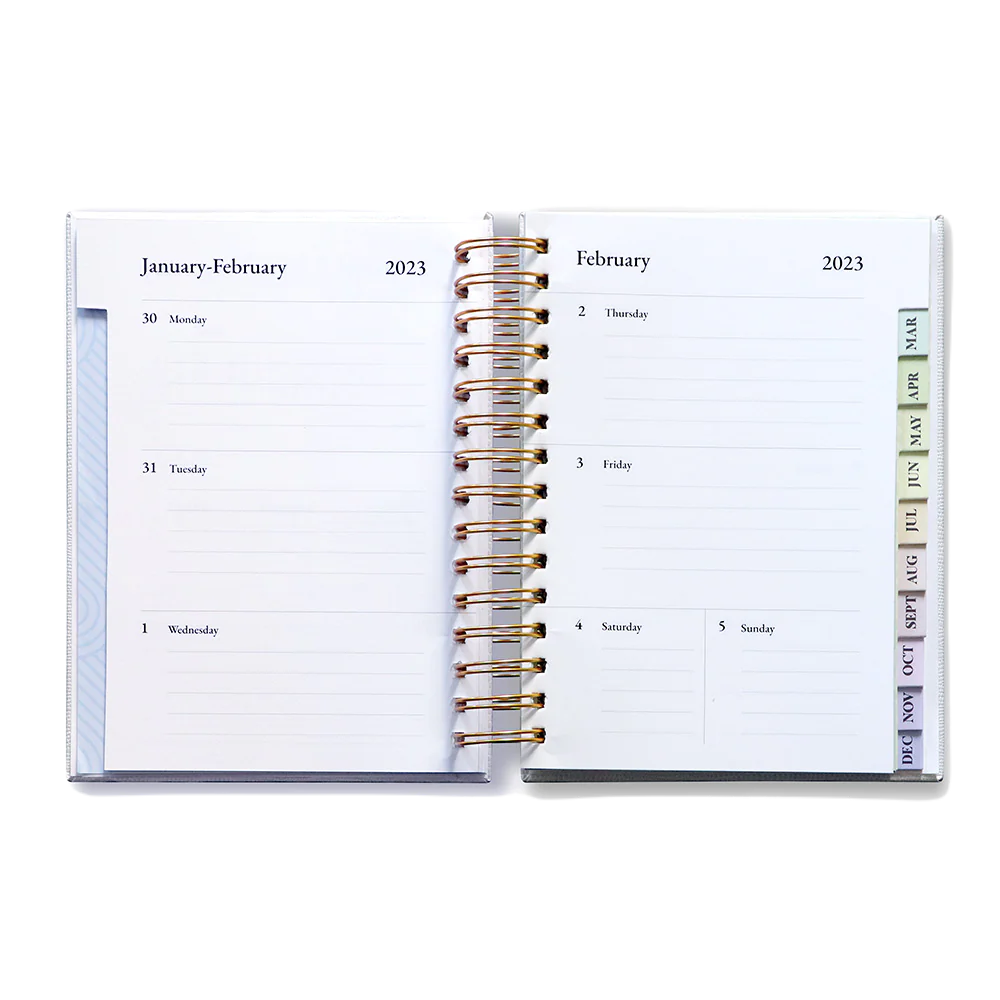 January-February 2023
30 Monday
31 Tuesday
1 Wednesday
February 2023
2 Thursday
3 Friday
4 Saturday 5 Sunday
MAR
APR
MAY
JUN
JUL
AUG
SEPT
OCT
NOV
DEC